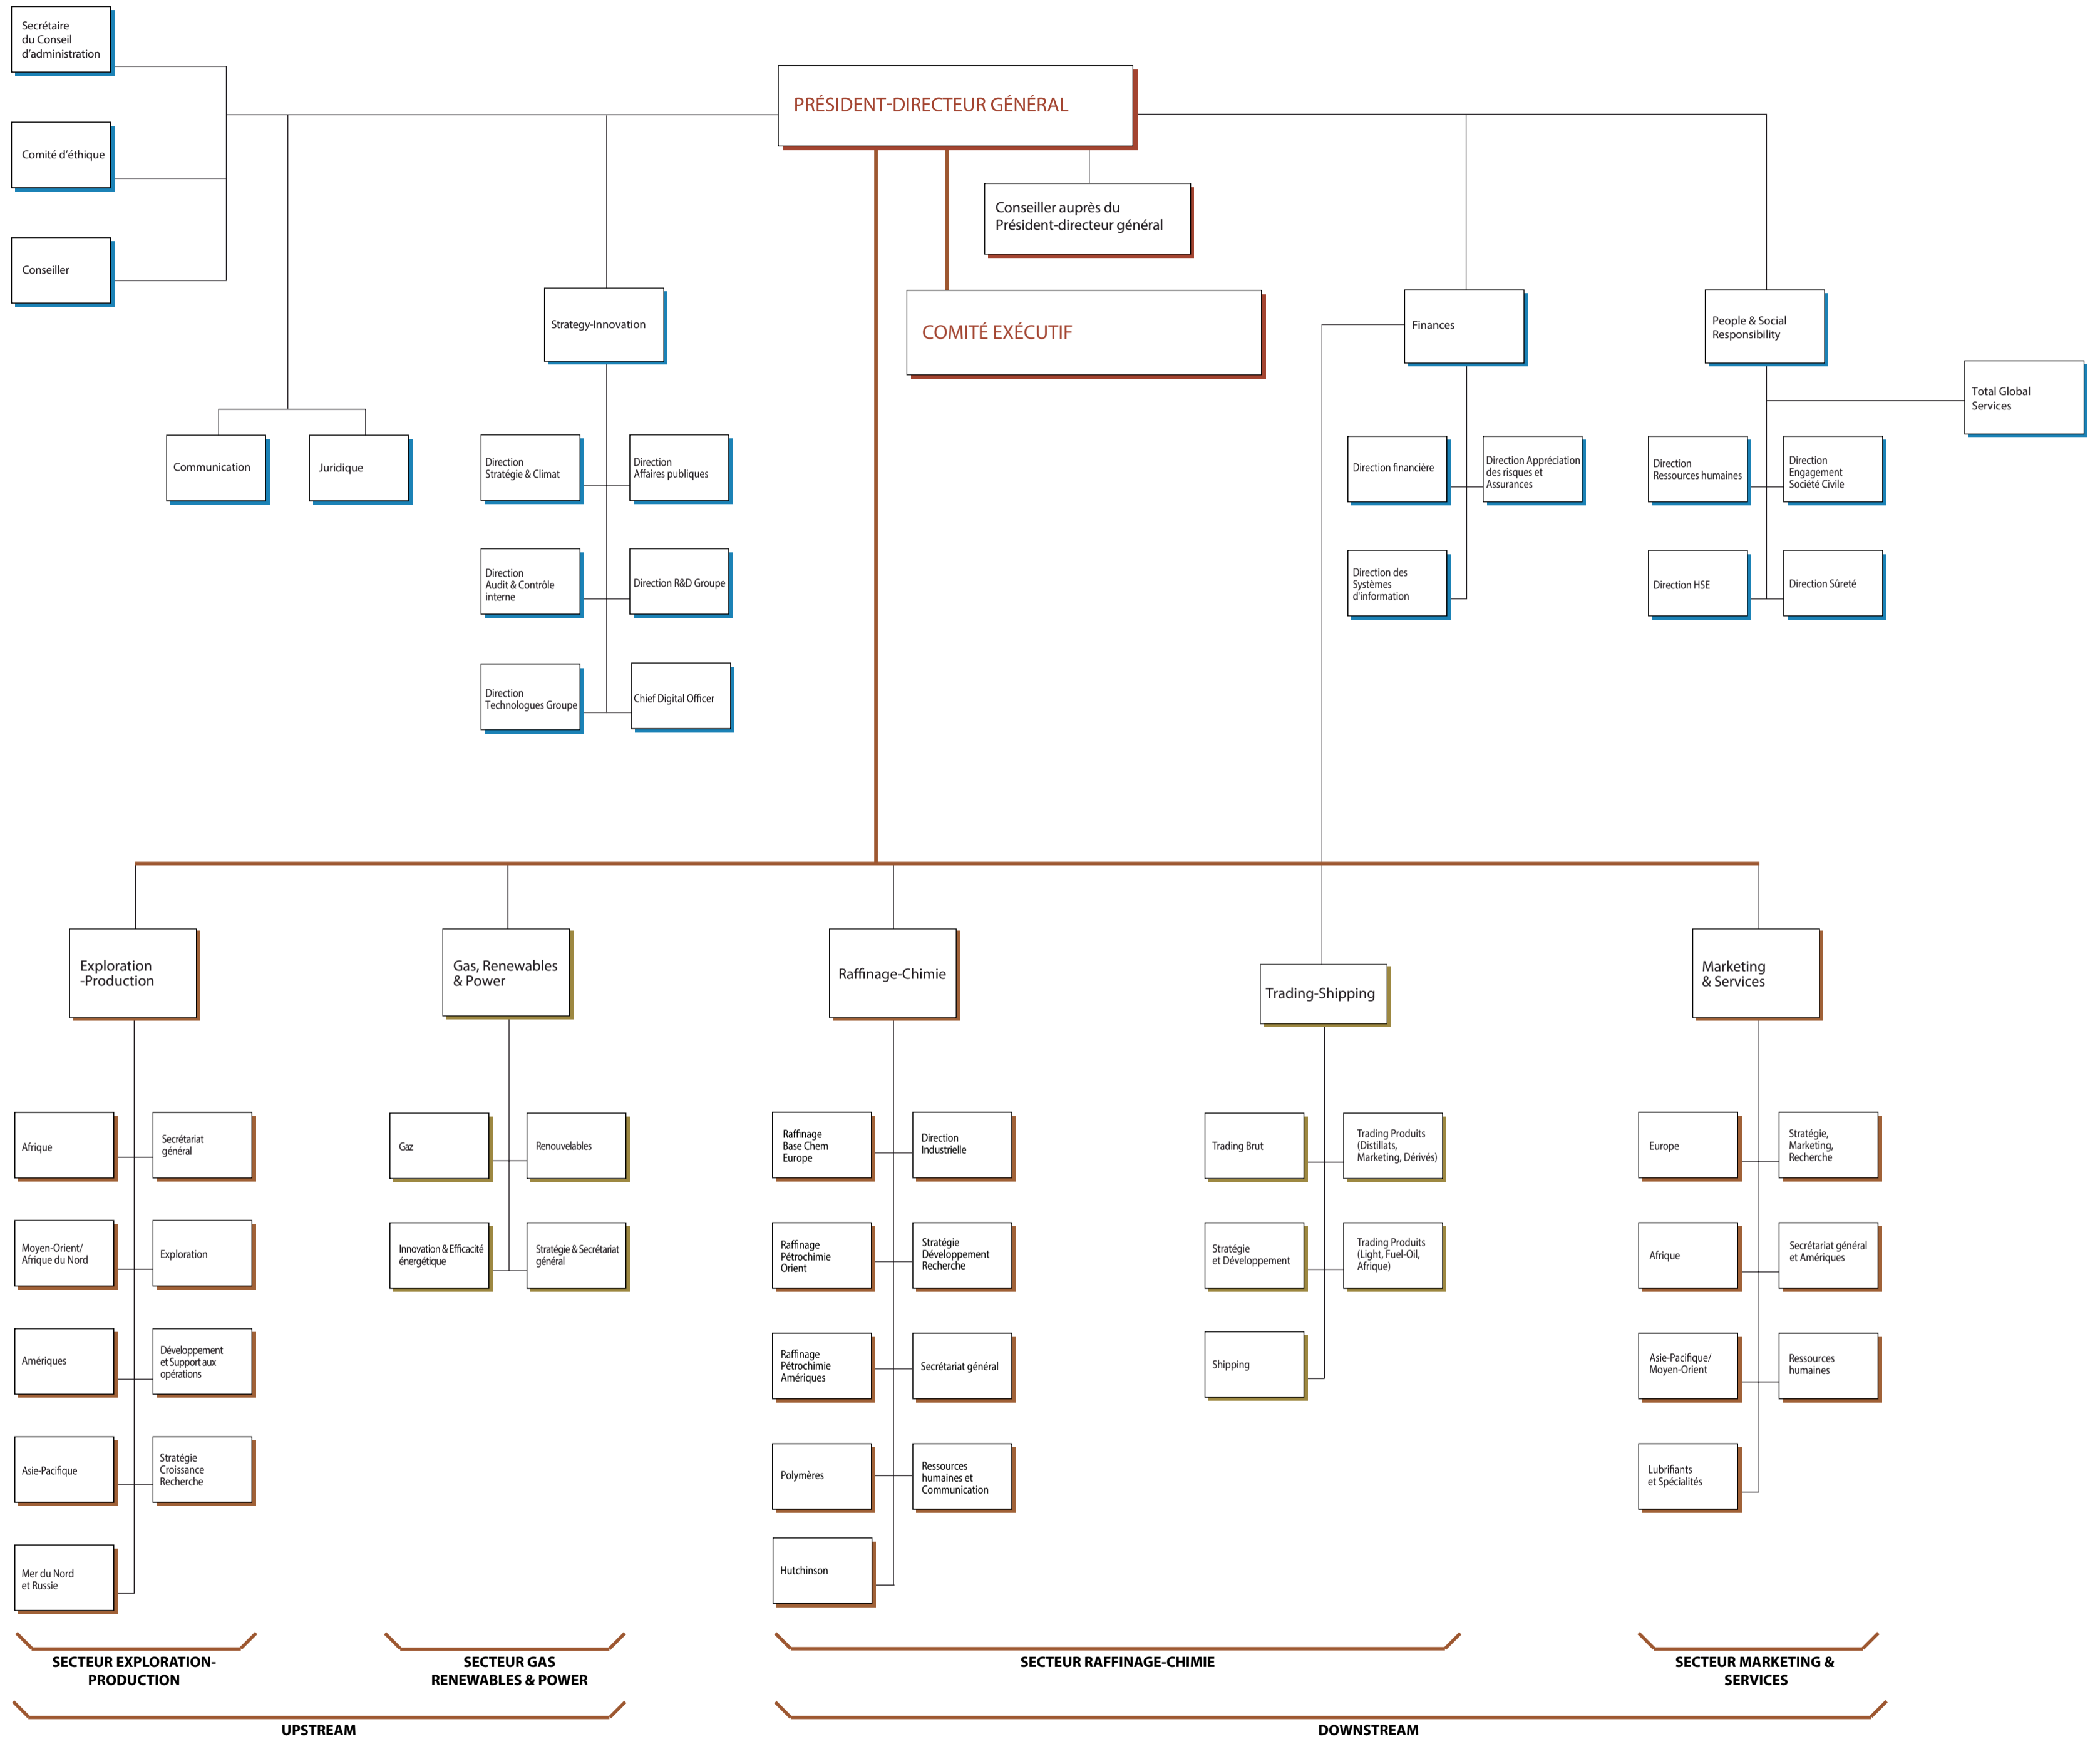 Secrétaire
du Conseil
d'administration
PRÉSIDENT-DIRECTEUR GÉNÉRAL
Comité d'éthique
Conseiller auprès du
Président-directeur général
Conseiller
Strategy-Innovation
COMITÉ EXÉCUTIF
Finances
People & Social
Responsibility
Total Global
Services
Communication
Juridique
Direction
Stratégie & Climat
Direction
Affaires publiques
Direction financière
Direction Appréciation
des risques et
Assurances
Direction
Ressources humaines
Direction
Engagement
Société Civile
Direction
Audit & Contrôle
interne
Direction R&D Groupe
Direction des
Systèmes
d'information
Direction HSE
Direction Sûreté
Direction
Technologues Groupe
Chief Digital Officer
Exploration
-Production
Gas, Renewables
& Power
Raffinage-Chimie
Trading-Shipping
Marketing
& Services
Afrique
Secrétariat
général
Gaz
Renouvelables
Raffinage
Base Chem
Europe
Direction
Industrielle
Trading Brut
Trading Produits
(Distillats,
Marketing, Dérivés)
Europe
Stratégie,
Marketing,
Recherche
Moyen-Orient/
Afrique du Nord
Exploration
Innovation & Efficacité
énergétique
Stratégie & Secrétariat
général
Raffinage
Pétrochimie
Orient
Stratégie
Développement
Recherche
Stratégie
et Développement
Trading Produits
(Light, Fuel-Oil,
Afrique)
Afrique
Secrétariat général
et Amériques
Amériques
Développement
et Support aux
opérations
Raffinage
Pétrochimie
Amériques
Secrétariat général
Shipping
Asie-Pacifique/
Moyen-Orient
Ressources
humaines
Asie-Pacifique
Stratégie
Croissance
Recherche
Polymères
Ressources
humaines et
Communication
Lubrifiants
et Spécialités
Mer du Nord
et Russie
Hutchinson
SECTEUR EXPLORATION-
PRODUCTION
SECTEUR GAS
RENEWABLES & POWER
SECTEUR RAFFINAGE-CHIMIE
SECTEUR MARKETING &
SERVICES
UPSTREAM
DOWNSTREAM